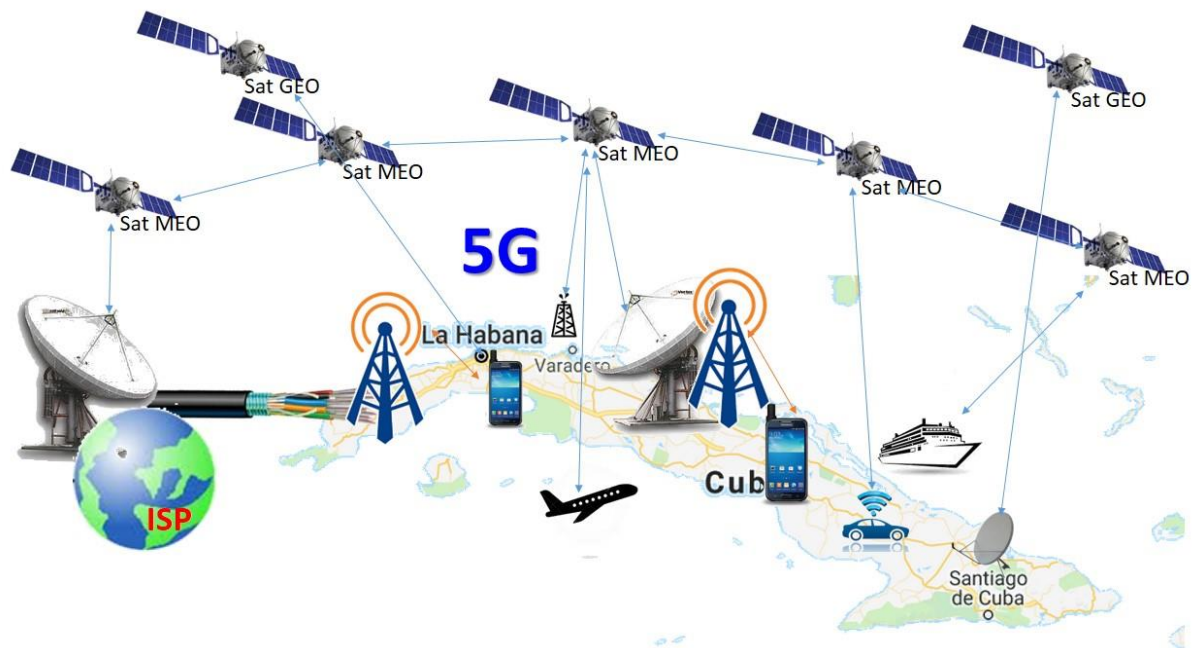 Sat GEO
Sat GEO
Sat MEO
Sat MEO
Sat MEO
Sat MEO
Sat MEO
5G
La Habana
Varadero
Cub
ISP
Santiago
de Cuba